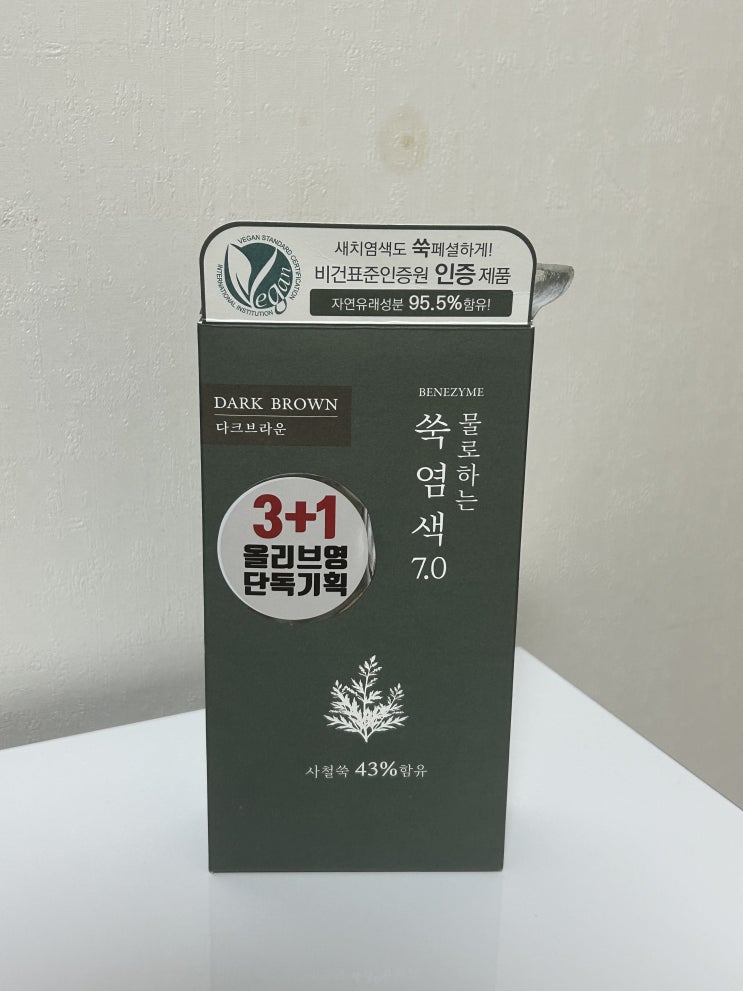 VEGAN STANDARD CERTIFICATION
INTERNATIONAL INSTITUTION
Vegan
새치염색도 쑥페셜하게!
비건표준인증원 인증 제품
자연유래성분 95.5%함유!
DARK BROWN
다크브라운
BENEZYME
물로하는
쑥염색
7.0
3+1
올리브영
단독기획
사철쑥 43%함유